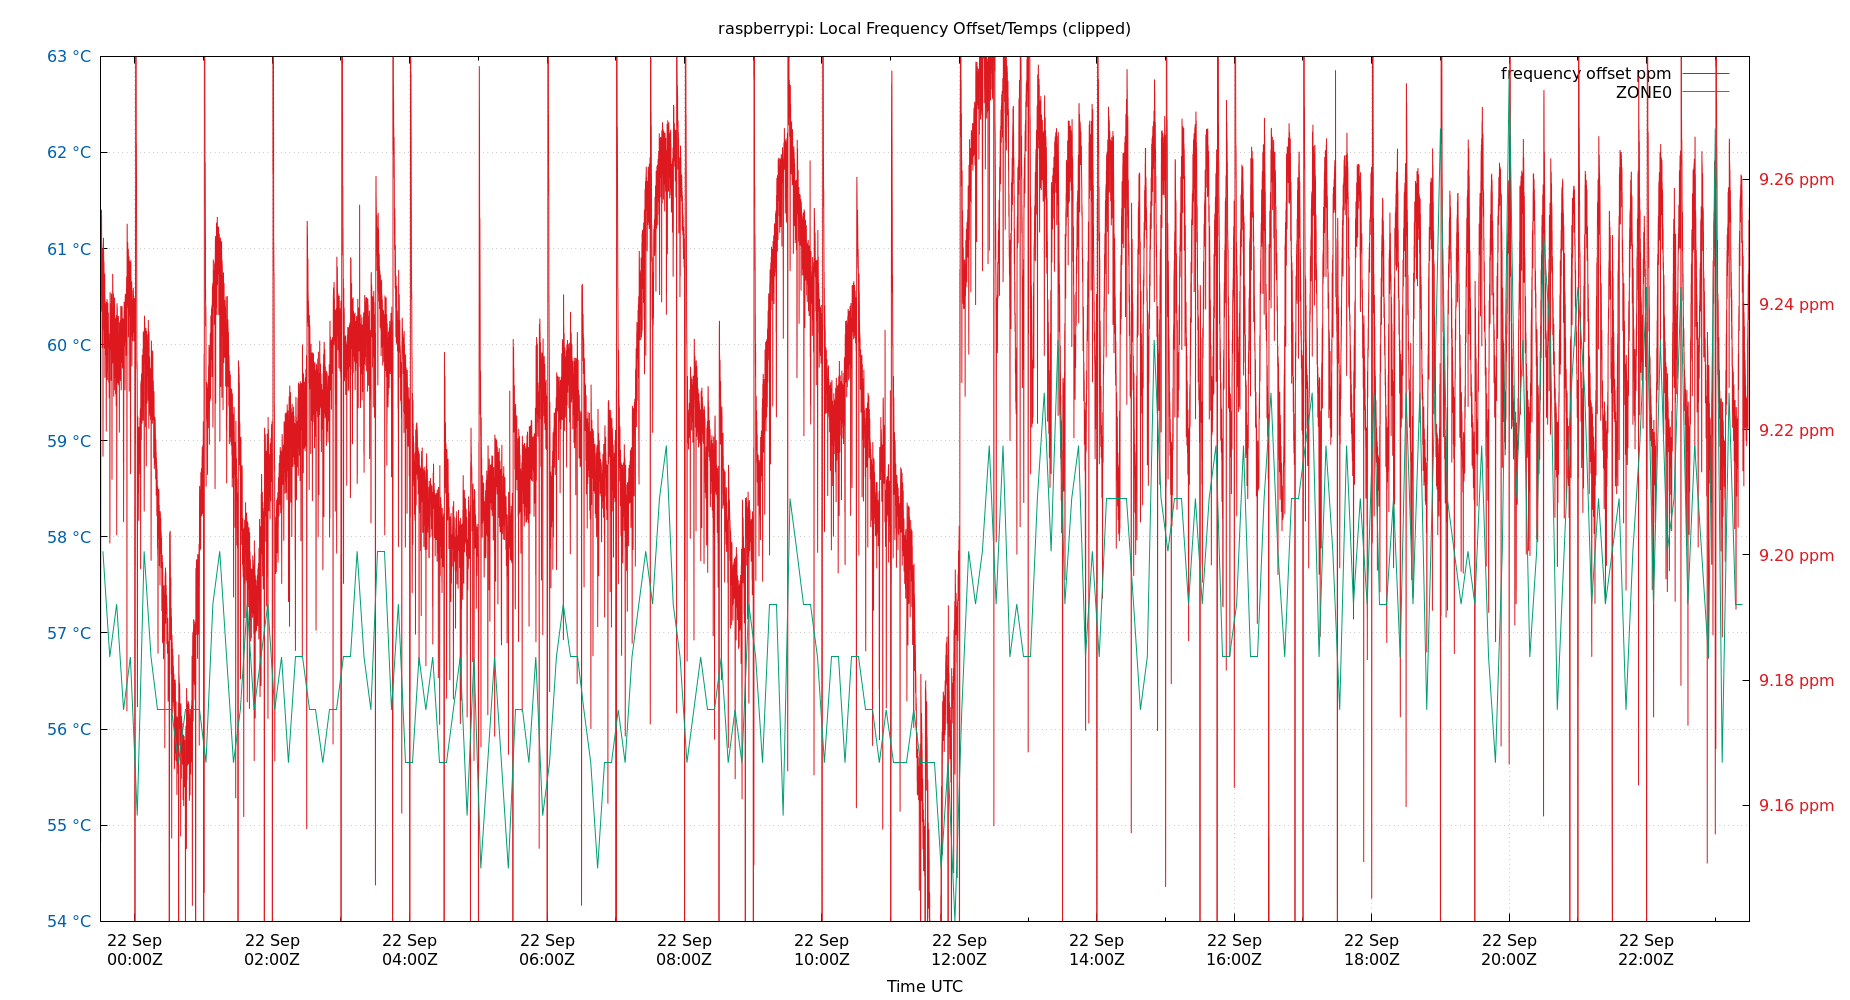 raspberrypi: Local Frequency Offset/Temps (clipped)
63 °C
62 °C
61 °C
60 °C
59 °C
58 °C
57 °C
56 °C
55 °C
54 °C
frequency offset ppm
ZONE0
9.26 ppm
9.24 ppm
9.22 ppm
9.20 ppm
9.18 ppm
9.16 ppm
22 Sep 22 Sep 22 Sep 22 Sep 22 Sep 22 Sep 22 Sep 22 Sep 22 Sep 22 Sep 22 Sep 22 Sep
00:00Z 02:00Z 04:00Z 06:00Z 08:00Z 10:00Z 12:00Z 14:00Z 16:00Z 18:00Z 20:00Z 22:00Z
Time UTC